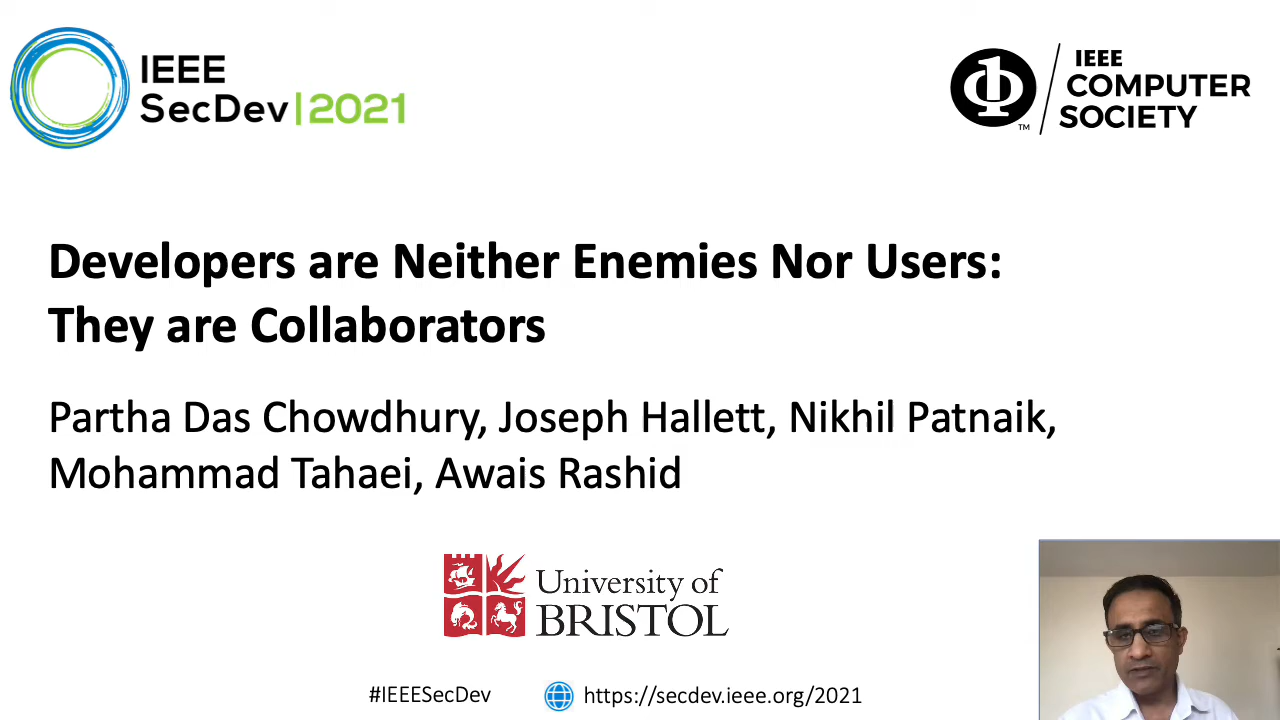 IEEE
SecDev|2021
IEEE
COMPUTER
SOCIETY
TM
Developers are Neither Enemies Nor Users:
They are Collaborators
Partha Das Chowdhury, Joseph Hallett, Nikhil Patnaik,
Mohammad Tahaei, Awais Rashid
University of
BRISTOL
#IEEESecDev
https://secdev.ieee.org/2021